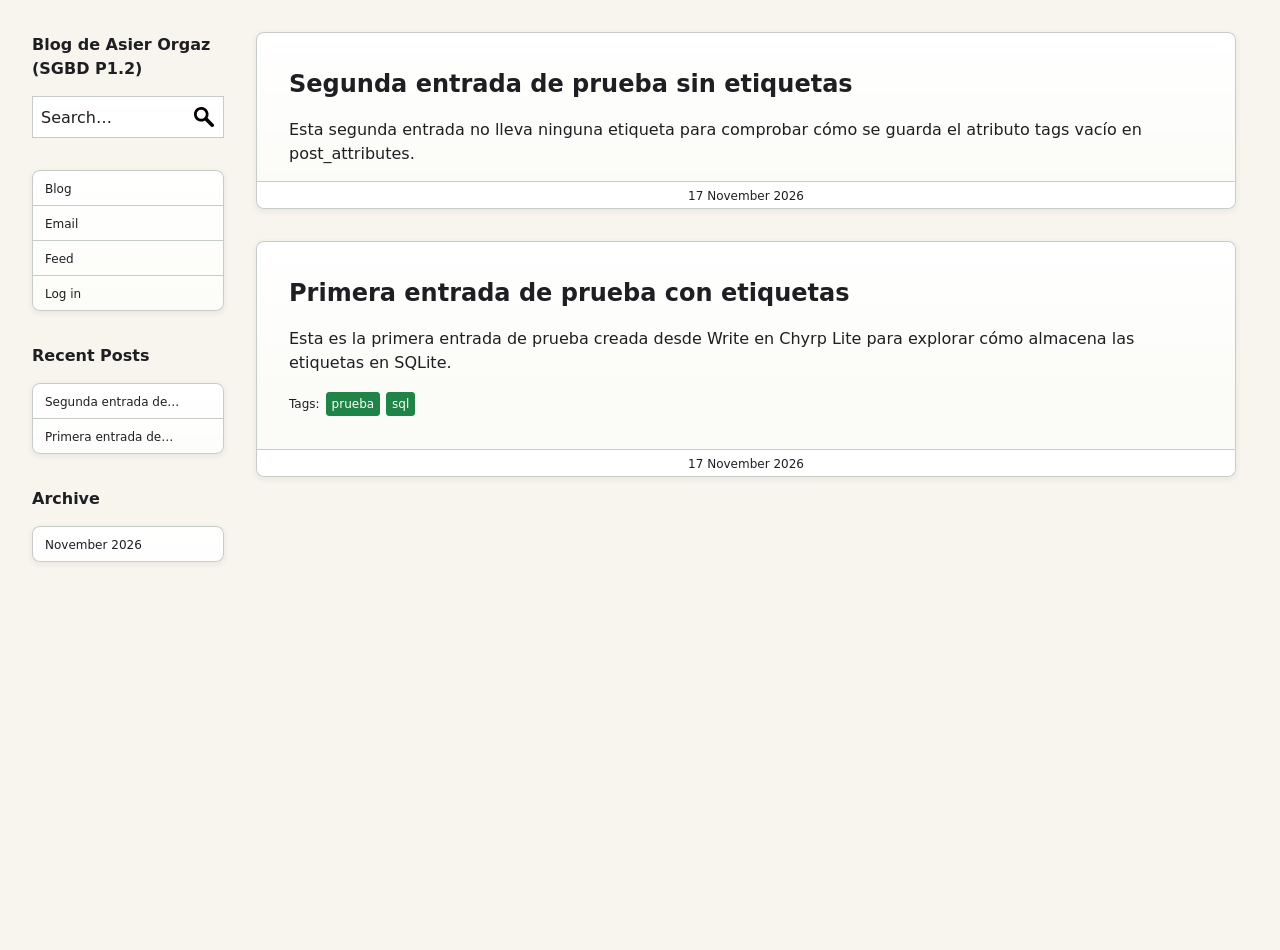 Blog de Asier Orgaz
(SGBD P1.2)
Search…
Blog
Email
Feed
Log in
Recent Posts
Segunda entrada de…
Primera entrada de…
Archive
November 2026
Segunda entrada de prueba sin etiquetas
Esta segunda entrada no lleva ninguna etiqueta para comprobar cómo se guarda el atributo tags vacío en
post_attributes.
17 November 2026
Primera entrada de prueba con etiquetas
Esta es la primera entrada de prueba creada desde Write en Chyrp Lite para explorar cómo almacena las
etiquetas en SQLite.
Tags: prueba sql
17 November 2026